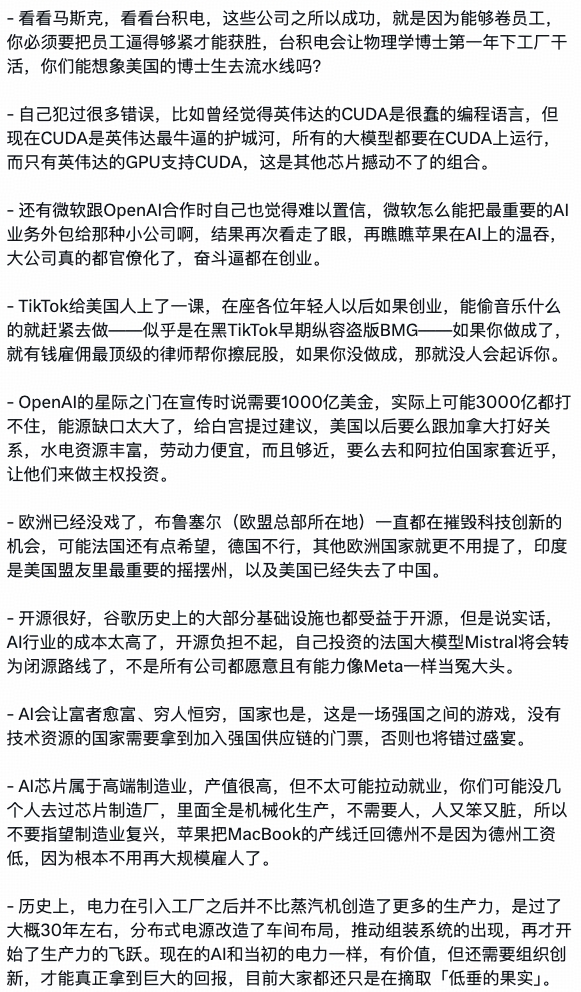 - 看看马斯克，看看台积电，这些公司之所以成功，就是因为能够卷员工，
你必须要把员工逼得够紧才能获胜，台积电会让物理学博士第一年下工厂干
活，你们能想象美国的博士生去流水线吗？
- 自己犯过很多错误，比如曾经觉得英伟达的CUDA是很蠢的编程语言，但
现在CUDA是英伟达最牛逼的护城河，所有的大模型都要在CUDA上运行，
而只有英伟达的GPU支持CUDA，这是其他芯片撼动不了的组合。
- 还有微软跟OpenAI合作时自己也觉得难以置信，微软怎么能把最重要的AI
业务外包给那种小公司啊，结果再次看走了眼，再瞧瞧苹果在AI上的温吞，
大公司真的都官僚化了，奋斗逼都在创业。
- TikTok给美国人上了一课，在座各位年轻人以后如果创业，能偷音乐什么
的就赶紧去做——似乎是在黑TikTok早期纵容盗版BMG——如果你做成了，
就有钱雇佣最顶级的律师帮你擦屁股，如果你没做成，那就没人会起诉你。
- OpenAI的星际之门在宣传时说需要1000亿美金，实际上可能3000亿都打
不住，能源缺口太大了，给白宫提过建议，美国以后要么跟加拿大打好关
系，水电资源丰富，劳动力便宜，而且够近，要么去和阿拉伯国家套近乎，
让他们来做主权投资。
- 欧洲已经没戏了，布鲁塞尔（欧盟总部所在地）一直都在摧毁科技创新的
机会，可能法国还有点希望，德国不行，其他欧洲国家就更不用提了，印度
是美国盟友里最重要的摇摆州，以及美国已经失去了中国。
- 开源很好，谷歌历史上的大部分基础设施也都受益于开源，但是说实话，
AI行业的成本太高了，开源负担不起，自己投资的法国大模型Mistral将会转
为闭源路线了，不是所有公司都愿意且有能力像Meta一样当冤大头。
- AI会让富者愈富、穷人恒穷，国家也是，这是一场强国之间的游戏，没有
技术资源的国家需要拿到加入强国供应链的门票，否则也将错过盛宴。
- AI芯片属于高端制造业，产值很高，但不太可能拉动就业，你们可能没几
个人去过芯片制造厂，里面全是机械化生产，不需要人，人又笨又脏，所以
不要指望制造业复兴，苹果把MacBook的产线迁回德州不是因为德州工资
低，因为根本不用再大规模雇人了。
- 历史上，电力在引入工厂之后并不比蒸汽机创造了更多的生产力，是过了
大概30年左右，分布式电源改造了车间布局，推动组装系统的出现，再才开
始了生产力的飞跃。现在的AI和当初的电力一样，有价值，但还需要组织创
新，才能真正拿到巨大的回报，目前大家都还只是在摘取「低垂的果实」。